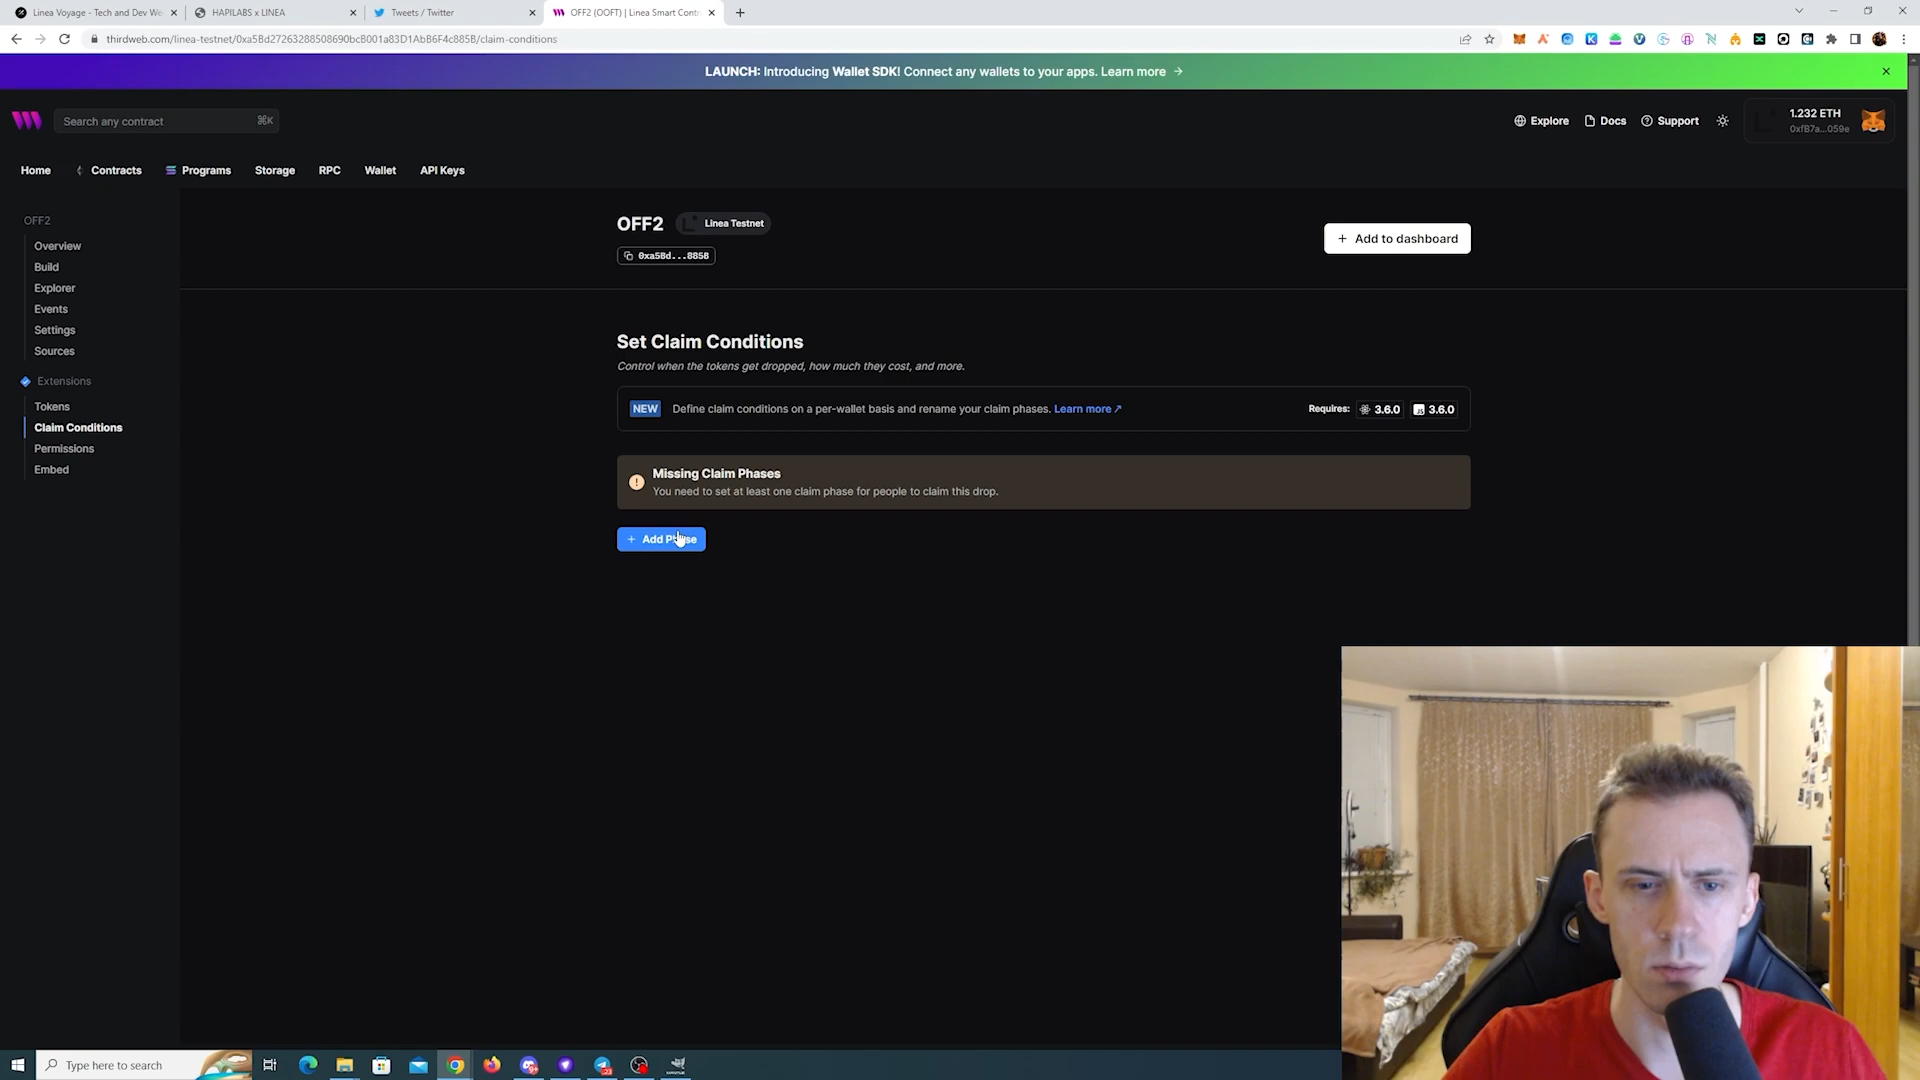 Linea Voyage - Tech and Dev We
HAPILABS x LINEA
Tweets / Twitter
OFF2 (OOFT) | Linea Smart Contr
thirdweb.com/linea-testnet/0xa5Bd27263288508690bcB001a83D1AbB6F4c885B/claim-conditions
LAUNCH: Introducing Wallet SDK! Connect any wallets to your apps. Learn more →
Search any contract
⌘K
Explore
Docs
Support
1.232 ETH
0xfB7a...059e
Home
Contracts
Programs
Storage
RPC
Wallet
API Keys
OFF2
Overview
Build
Explorer
Events
Settings
Sources
Extensions
Tokens
Claim Conditions
Permissions
Embed
OFF2
Linea Testnet
0xa5Bd...885B
+ Add to dashboard
Set Claim Conditions
Control when the tokens get dropped, how much they cost, and more.
NEW Define claim conditions on a per-wallet basis and rename your claim phases. Learn more ↗
Requires: 3.6.0 3.6.0
Missing Claim Phases
You need to set at least one claim phase for people to claim this drop.
+ Add Phase
Type here to search